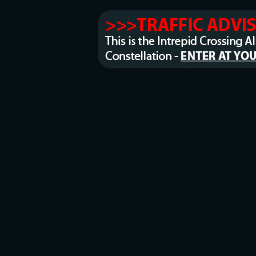 >>>TRAFFIC ADVIS
This is the Intrepid Crossing Al
Constellation - ENTER AT YOU